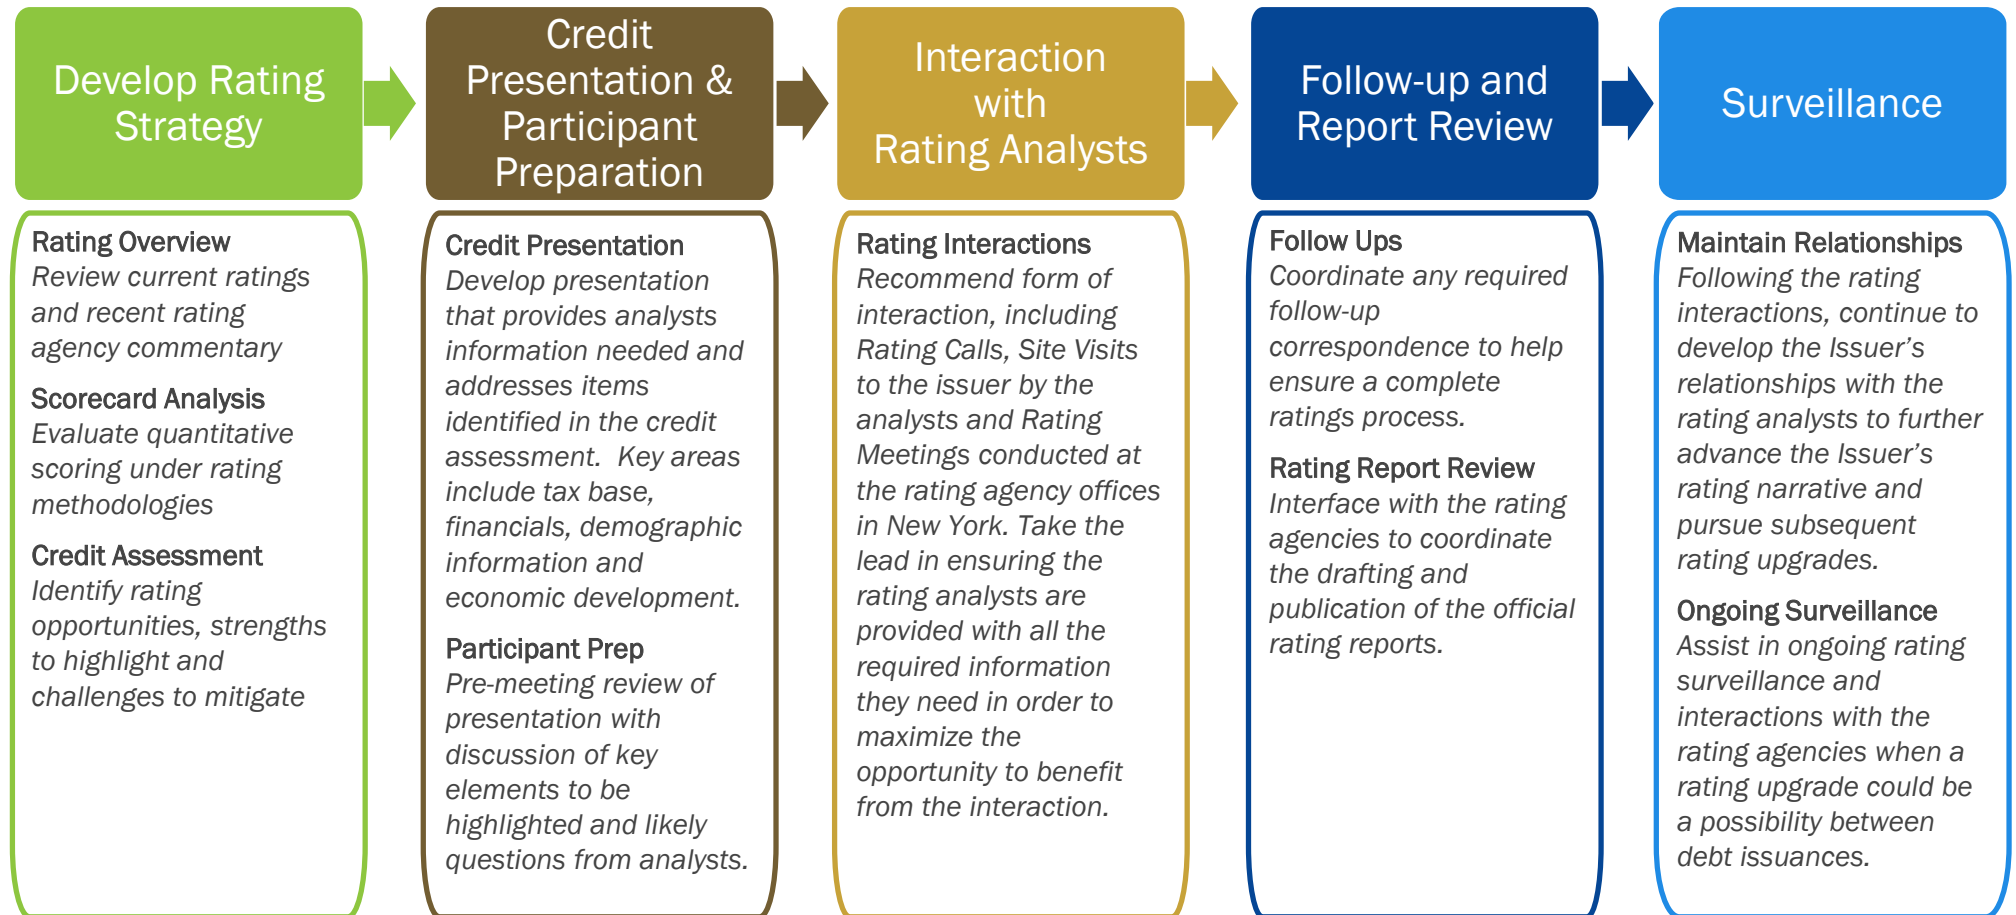 Develop Rating
Strategy
Rating Overview
Review current ratings
and recent rating
agency commentary
Scorecard Analysis
Evaluate quantitative
scoring under rating
methodologies
Credit Assessment
Identify rating
opportunities, strengths
to highlight and
challenges to mitigate
Credit
Presentation &
Participant
Preparation
Credit Presentation
Develop presentation
that provides analysts
information needed and
addresses items
identified in the credit
assessment.  Key areas
include tax base,
financials, demographic
information and
economic development.
Participant Prep
Pre-meeting review of
presentation with
discussion of key
elements to be
highlighted and likely
questions from analysts.
Interaction
with
Rating Analysts
Rating Interactions
Recommend form of
interaction, including
Rating Calls, Site Visits
to the issuer by the
analysts and Rating
Meetings conducted at
the rating agency offices
in New York. Take the
lead in ensuring the
rating analysts are
provided with all the
required information
they need in order to
maximize the
opportunity to benefit
from the interaction.
Follow-up and
Report Review
Follow Ups
Coordinate any required
follow-up
correspondence to help
ensure a complete
ratings process.
Rating Report Review
Interface with the rating
agencies to coordinate
the drafting and
publication of the official
rating reports.
Surveillance
Maintain Relationships
Following the rating
interactions, continue to
develop the Issuer’s
relationships with the
rating analysts to further
advance the Issuer’s
rating narrative and
pursue subsequent
rating upgrades.
Ongoing Surveillance
Assist in ongoing rating
surveillance and
interactions with the
rating agencies when a
rating upgrade could be
a possibility between
debt issuances.